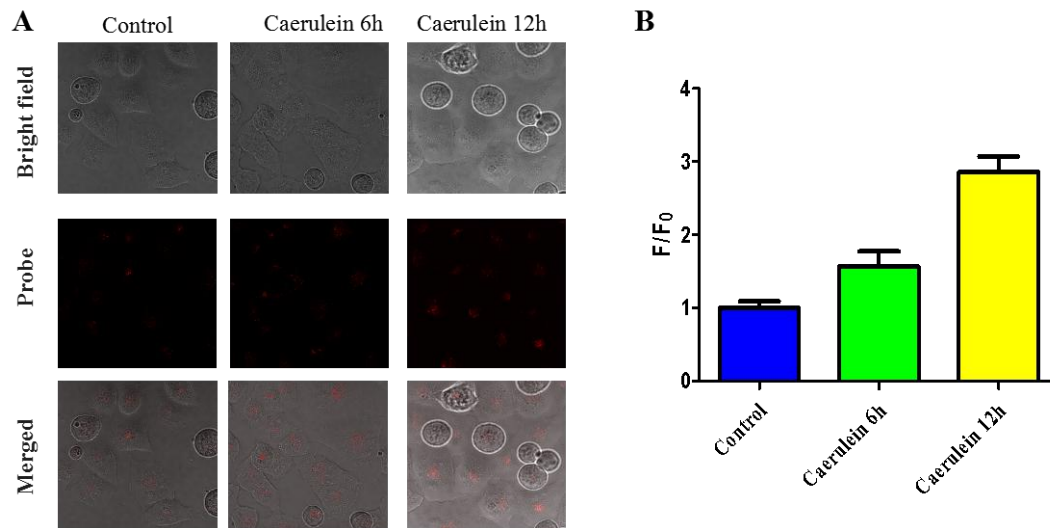 A
Control
Caerulein 6h
Caerulein 12h
Bright field
Probe
Merged
B
F/F0
4
3
2
1
0
Control
Caerulein 6h
Caerulein 12h